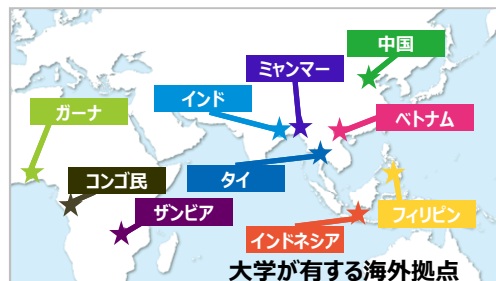 中国
ミャンマー
インド
ガーナ
ベトナム
コンゴ民
タイ
ザンビア
フィリピン
インドネシア
大学が有する海外拠点